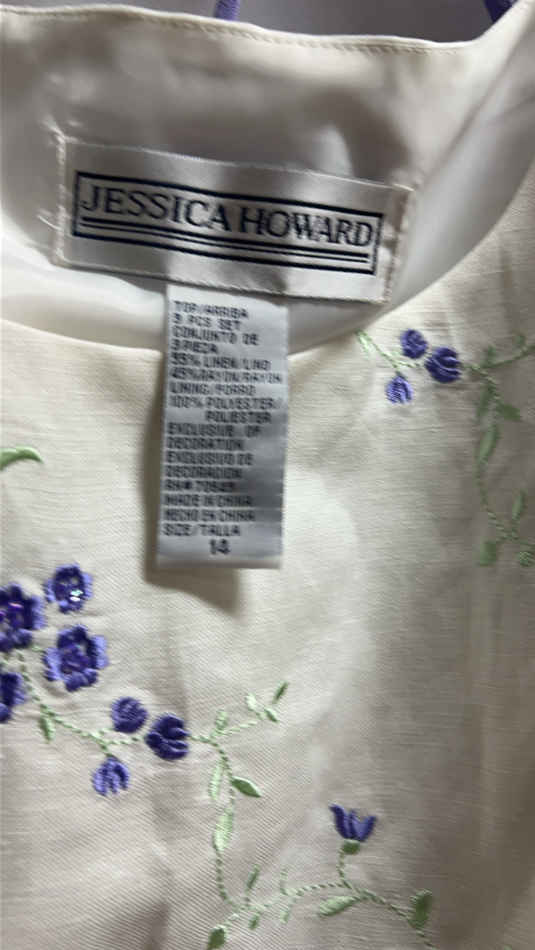 JESSICA HOWARD
TOP/ARRIBA
3 PCS SET
CONJUNTO DE
3 PIEZA
55% LINEN/LINO
45% RAYON/RAYON
LINING/FORRO
100% POLYESTER/
POLIESTER
EXCLUSIVE OF
DECORATION
EXCLUSIVO DE
DECORACION
RN#
MADE IN CHINA
HECHO EN CHINA
SIZE/TALLA
14